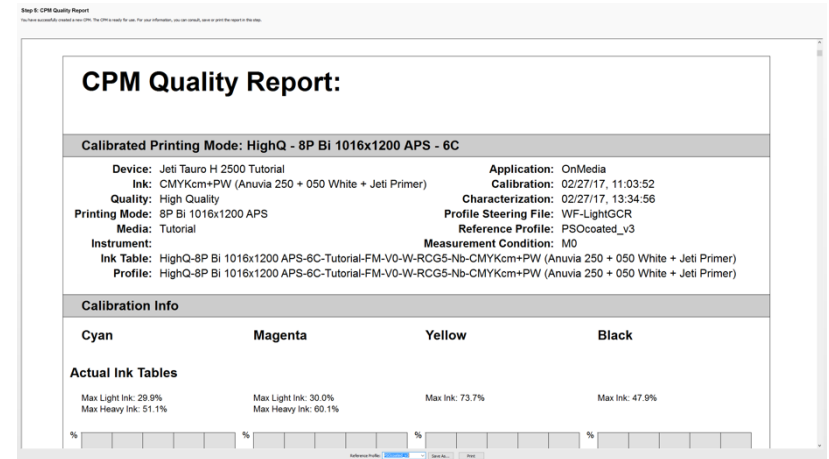 Step 6: CPM Quality Report
You have successfully created a new CPM. The CPM is ready for use. For your information, you can consult, save or print the report in this step.
CPM Quality Report:
Calibrated Printing Mode: HighQ - 8P Bi 1016x1200 APS - 6C
Device: Jeti Tauro H 2500 Tutorial Application: OnMedia
Ink: CMYKcm+PW (Anuvia 250 + 050 White + Jeti Primer) Calibration: 02/27/17, 11:03:52
Quality: High Quality Characterization: 02/27/17, 13:34:56
Printing Mode: 8P Bi 1016x1200 APS Profile Steering File: WF-LightGCR
Media: Tutorial Reference Profile: PSOcoated_v3
Instrument: Measurement Condition: M0
Ink Table: HighQ-8P Bi 1016x1200 APS-6C-Tutorial-FM-V0-W-RCG5-Nb-CMYKcm+PW (Anuvia 250 + 050 White + Jeti Primer)
Profile: HighQ-8P Bi 1016x1200 APS-6C-Tutorial-FM-V0-W-RCG5-Nb-CMYKcm+PW (Anuvia 250 + 050 White + Jeti Primer)
Calibration Info
Cyan Magenta Yellow Black
Actual Ink Tables
Max Light Ink: 29.9% Max Light Ink: 30.0% Max Ink: 73.7% Max Ink: 47.9%
Max Heavy Ink: 51.1% Max Heavy Ink: 60.1%
% % % %
Reference Profile: PSOcoated_v3 Save As... Print